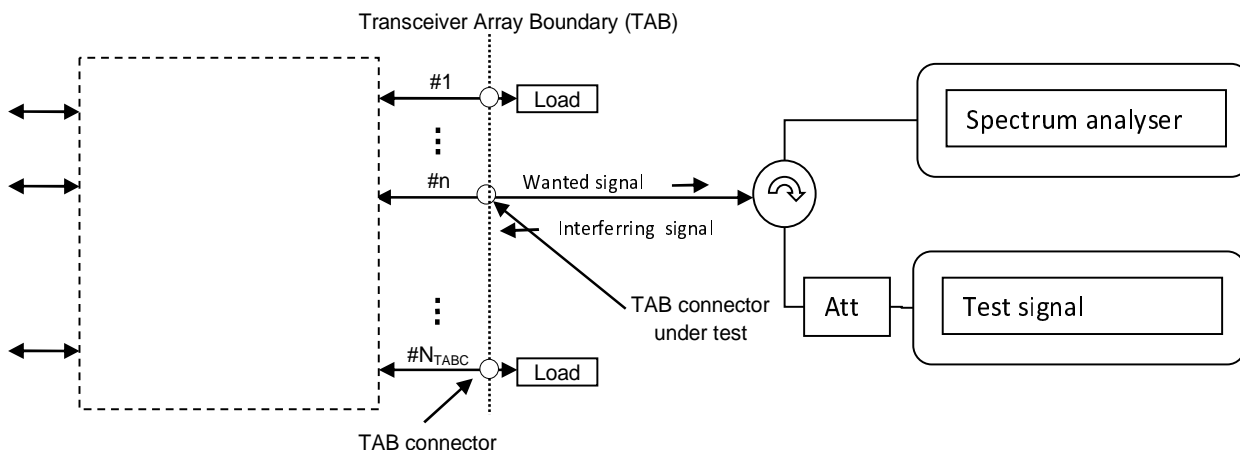 Transceiver Array Boundary (TAB)
#1
Load
Spectrum analyser
#n
Wanted signal
Interferring signal
TAB connector
under test
Att
Test signal
#NTABC
Load
TAB connector